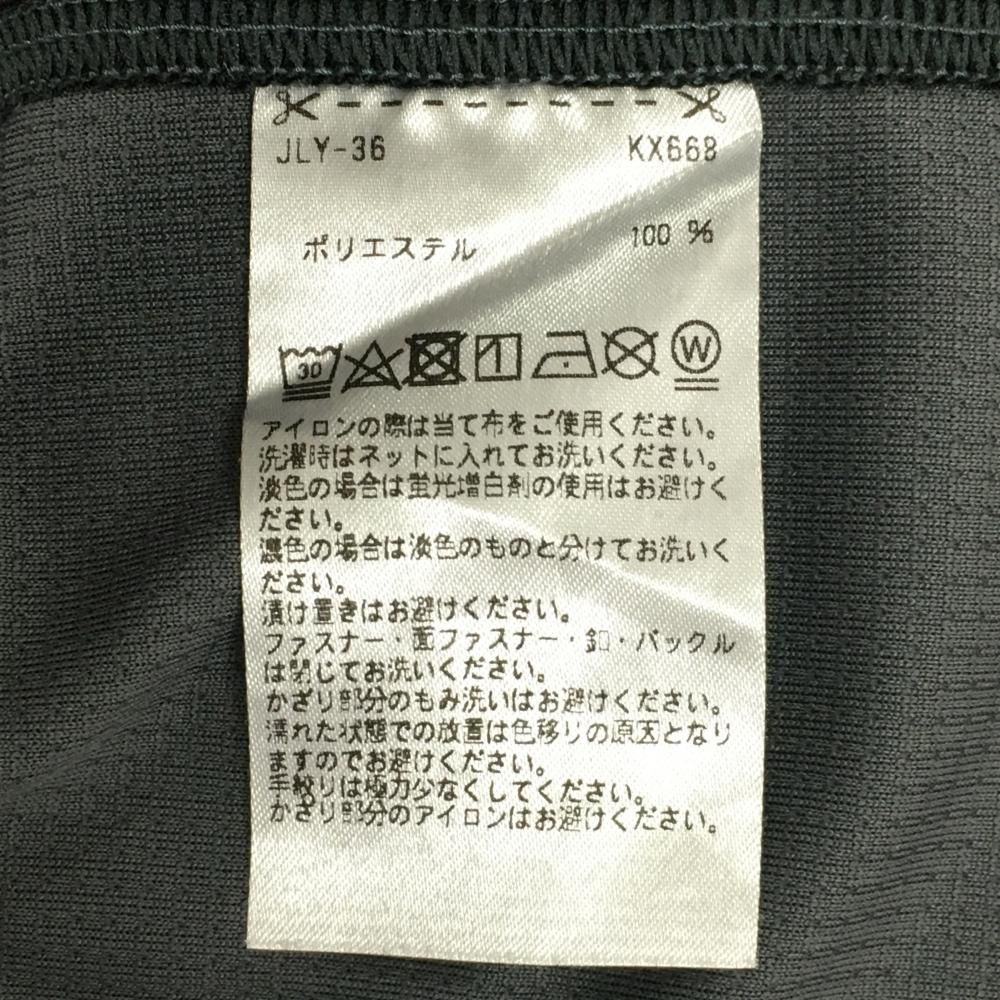 JLY-36 KX668
ポリエステル 100 %
30 W
アイロンの際は当て布をご使用ください。
洗濯時はネットに入れてお洗いください。
淡色の場合は蛍光増白剤の使用はお避けく
ださい。
濃色の場合は淡色のものと分けてお洗いく
ださい。
漬け置きはお避けください。
ファスナー・面ファスナー・釦・バックル
は閉じてお洗いください。
かざり部分のもみ洗いはお避けください。
濡れた状態での放置は色移りの原因となり
ますのでお避けください。
手絞りは極力少なくしてください。
かざり部分のアイロンはお避けください。